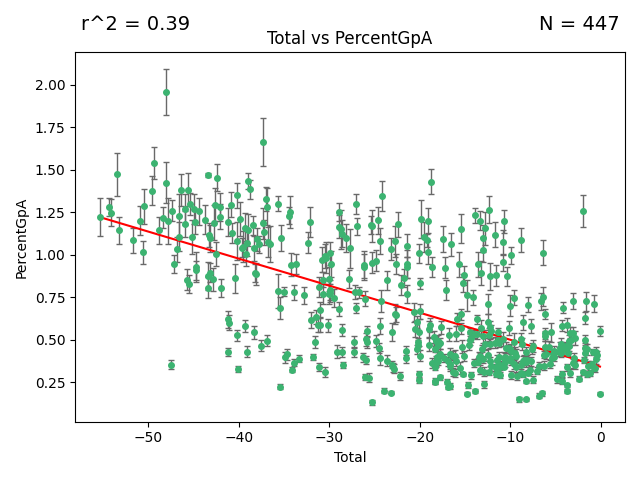 r^2 = 0.39
N = 447
Total vs PercentGpA
PercentGpA
2.00
1.75
1.50
1.25
1.00
0.75
0.50
0.25
−50
−40
−30
−20
−10
0
Total